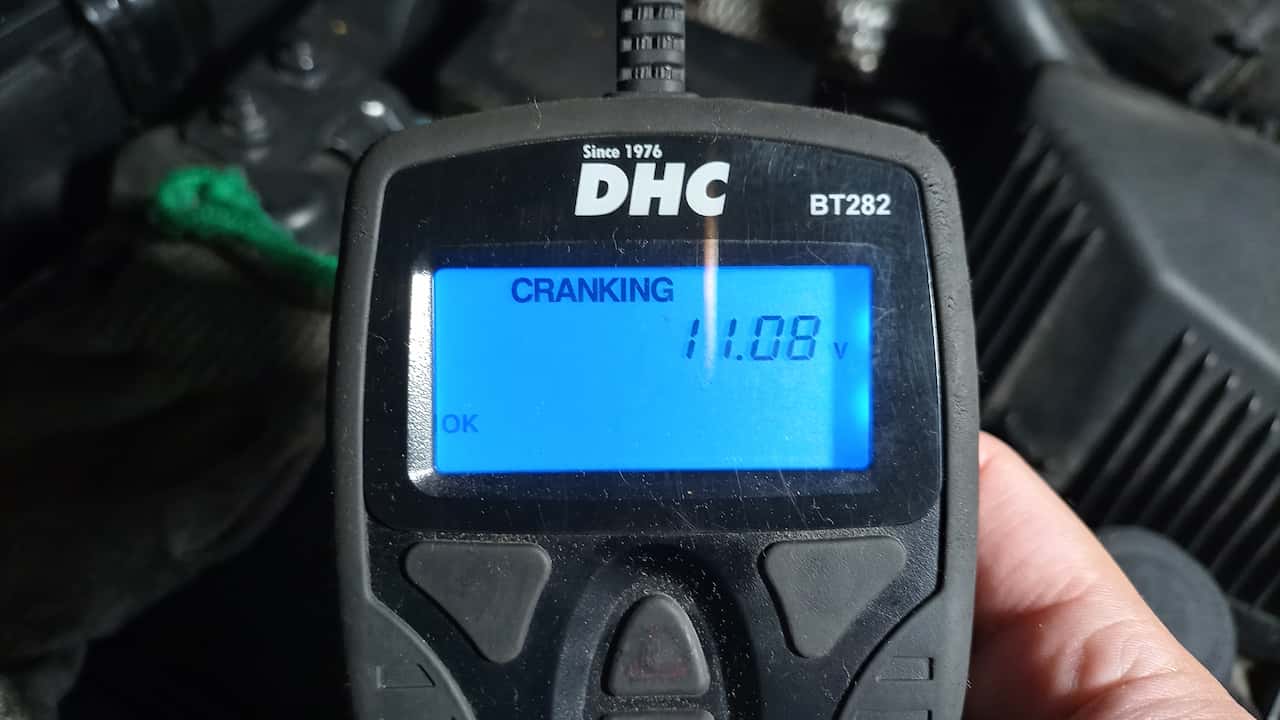 Since 1976
DHC
BT282
CRANKING
11.08 v
OK